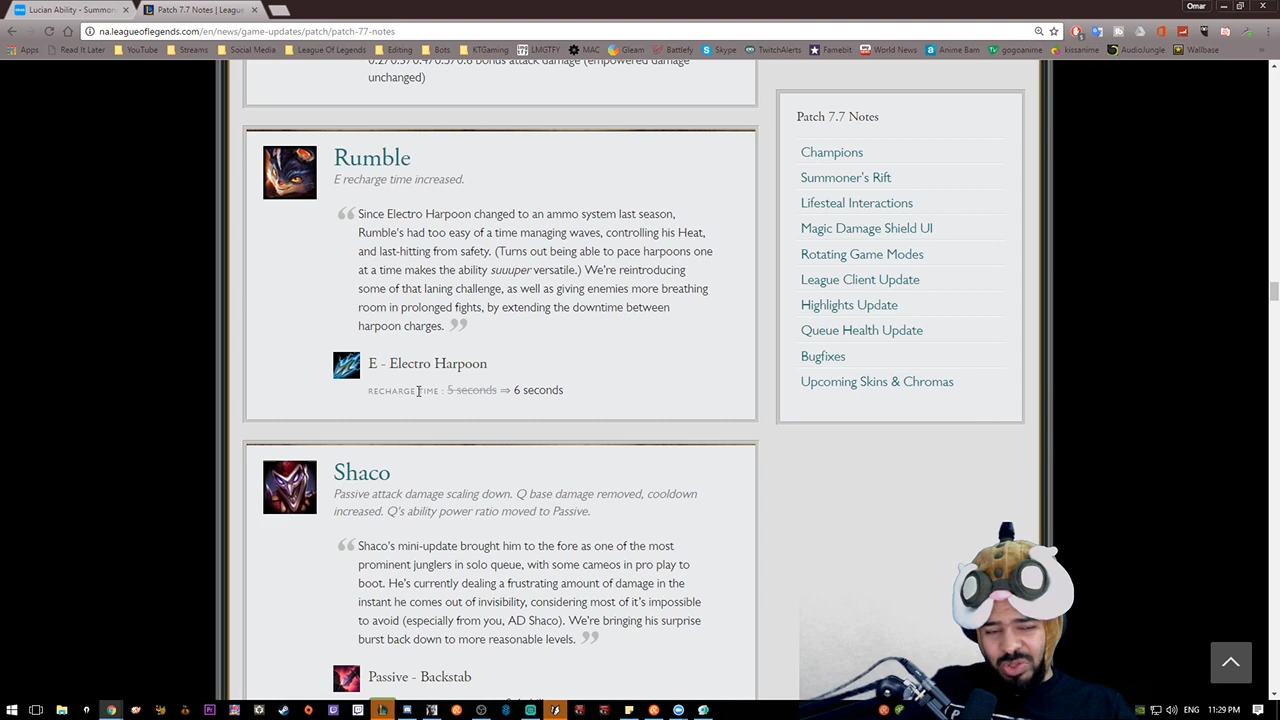 Lucian Ability - Summon
Patch 7.7 Notes | League
Omar
na.leagueoflegends.com/en/news/game-updates/patch/patch-77-notes
Apps Read It Later YouTube Streams Social Media League Of Legends Editing Bots KTGaming LMGTFY MAC Gleam Battlefy Skype TwitchAlerts Famebit World News Anime Bam gogoanime kissanime AudioJungle Wallbase
bonus attack damage (empowered damage
unchanged)
Rumble
E recharge time increased.
Since Electro Harpoon changed to an ammo system last season,
Rumble's had too easy of a time managing waves, controlling his Heat,
and last-hitting from safety. (Turns out being able to pace harpoons one
at a time makes the ability suuuper versatile.) We're reintroducing
some of that laning challenge, as well as giving enemies more breathing
room in prolonged fights, by extending the downtime between
harpoon charges.
E - Electro Harpoon
RECHARGE TIME : 5 seconds ⇒ 6 seconds
Shaco
Passive attack damage scaling down. Q base damage removed, cooldown
increased. Q's ability power ratio moved to Passive.
Shaco's mini-update brought him to the fore as one of the most
prominent junglers in solo queue, with some cameos in pro play to
boot. He's currently dealing a frustrating amount of damage in the
instant he comes out of invisibility, considering most of it's impossible
to avoid (especially from you, AD Shaco). We're bringing his surprise
burst back down to more reasonable levels.
Passive - Backstab
Patch 7.7 Notes
Champions
Summoner's Rift
Lifesteal Interactions
Magic Damage Shield UI
Rotating Game Modes
League Client Update
Highlights Update
Queue Health Update
Bugfixes
Upcoming Skins & Chromas
ENG 11:29 PM